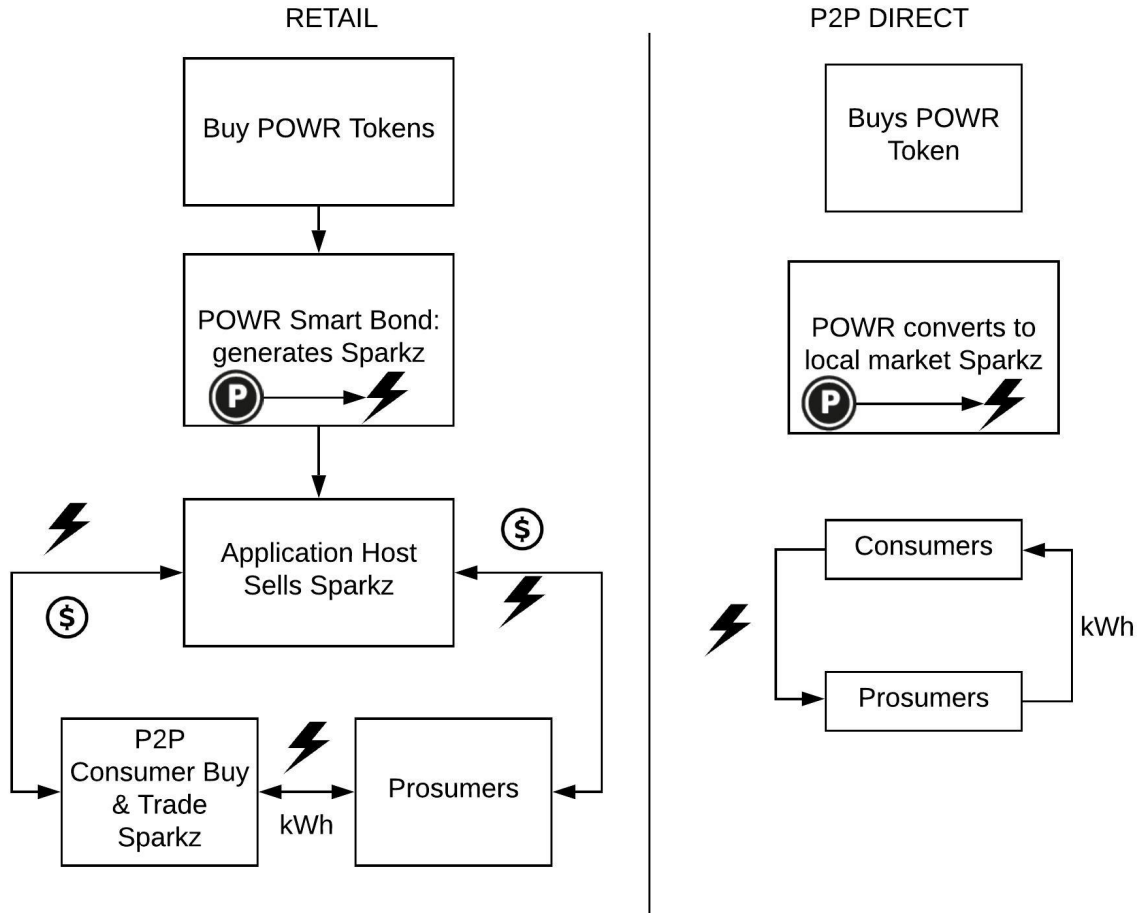 RETAIL
Buy POWR Tokens
POWR Smart Bond:
generates Sparkz
P
Application Host
Sells Sparkz
$
$
P2P
Consumer Buy
& Trade
Sparkz
kWh
Prosumers
P2P DIRECT
Buys POWR
Token
POWR converts to
local market Sparkz
P
Consumers
kWh
Prosumers